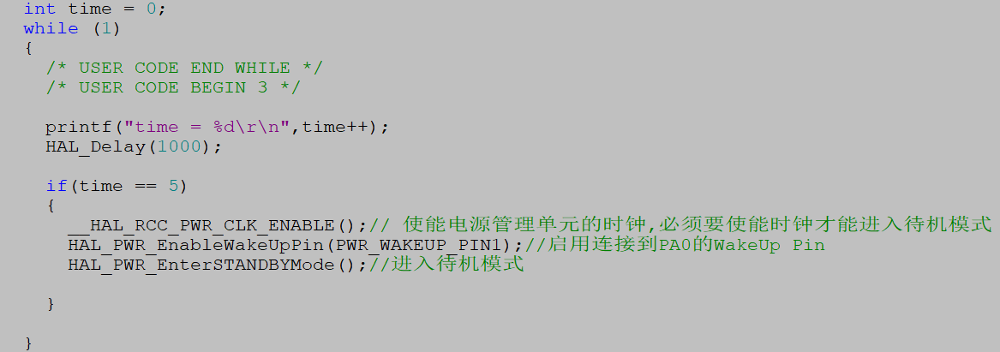 int time = 0;
while (1)
{
/* USER CODE END WHILE */
/* USER CODE BEGIN 3 */
printf("time = %d\r\n",time++);
HAL_Delay(1000);
if(time == 5)
{
__HAL_RCC_PWR_CLK_ENABLE();// 使能电源管理单元的时钟,必须要使能时钟才能进入待机模式
HAL_PWR_EnableWakeUpPin(PWR_WAKEUP_PIN1);//启用连接到PA0的WakeUp Pin
HAL_PWR_EnterSTANDBYMode();//进入待机模式
}
}